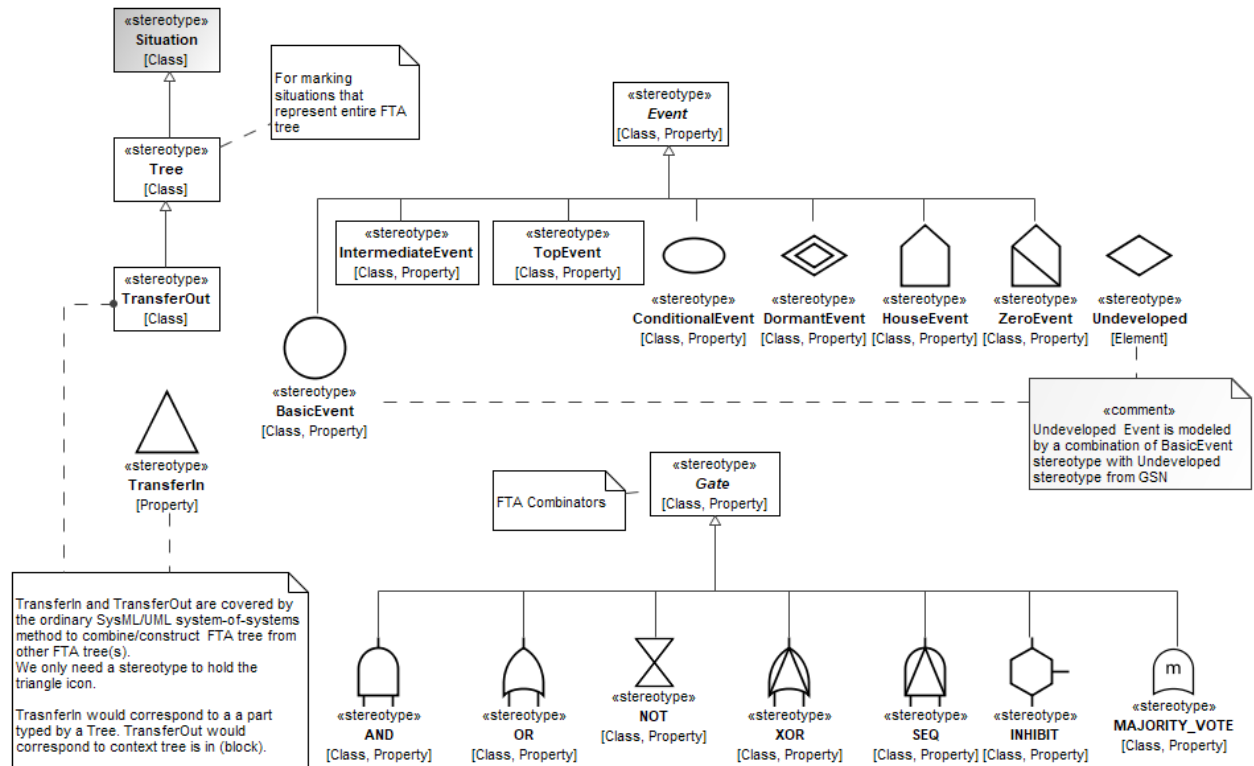 «stereotype»
Situation
[Class]
For marking
situations that
represent entire FTA
tree
«stereotype»
Tree
[Class]
«stereotype»
TransferOut
[Class]
«stereotype»
TransferIn
[Property]
TransferIn and TransferOut are covered by
the ordinary SysML/UML system-of-systems
method to combine/construct FTA tree from
other FTA tree(s).
We only need a stereotype to hold the
triangle icon.
TrasnferIn would correspond to a a part
typed by a Tree. TransferOut would
correspond to context tree is in (block).
«stereotype»
Event
[Class, Property]
«stereotype»
IntermediateEvent
[Class, Property]
«stereotype»
TopEvent
[Class, Property]
«stereotype»
ConditionalEvent
[Class, Property]
«stereotype»
DormantEvent
[Class, Property]
«stereotype»
HouseEvent
[Class, Property]
«stereotype»
ZeroEvent
[Class, Property]
«stereotype»
Undeveloped
[Element]
«stereotype»
BasicEvent
[Class, Property]
«comment»
Undeveloped Event is modeled
by a combination of BasicEvent
stereotype with Undeveloped
stereotype from GSN
FTA Combinators
«stereotype»
Gate
[Class, Property]
«stereotype»
AND
[Class, Property]
«stereotype»
OR
[Class, Property]
«stereotype»
NOT
[Class, Property]
«stereotype»
XOR
[Class, Property]
«stereotype»
SEQ
[Class, Property]
«stereotype»
INHIBIT
[Class, Property]
m
«stereotype»
MAJORITY_VOTE
[Class, Property]